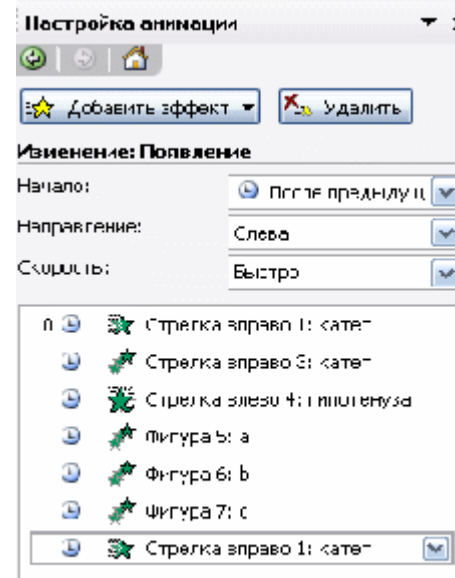 Настройка анимации
Добавить эффект
Удалить
Изменение: Появление
Начало:
После предыдущ
Направление:
Слева
Скорость:
Быстро
0 Стрелка вправо 1: катет
Стрелка вправо 3: катет
Стрелка влево 4: гипотенуза
Фигура 5: a
Фигура 6: b
Фигура 7: c
Стрелка вправо 1: катет